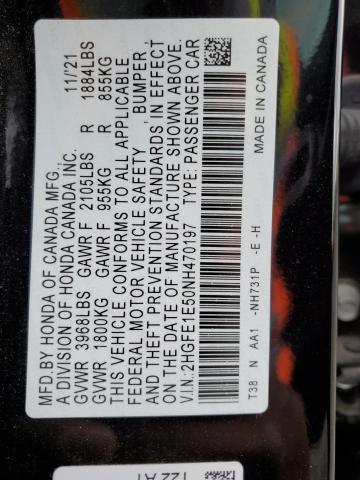 MFD.BY HONDA OF CANADA MFG.,
A DIVISION OF HONDA CANADA INC. 11/'21
GVWR 3968LBS GAWR F 2105LBS R 1884LBS
GVWR 1800KG GAWR F 955KG R 855KG
THIS VEHICLE CONFORMS TO ALL APPLICABLE
FEDERAL MOTOR VEHICLE SAFETY, BUMPER,
AND THEFT PREVENTION STANDARDS IN EFFECT
ON THE DATE OF MANUFACTURE SHOWN ABOVE.
V.I.N.: 2HGFE1E50NH470197 TYPE: PASSENGER CAR
MADE IN CANADA
T38 N AA1 -NH731P -E -H